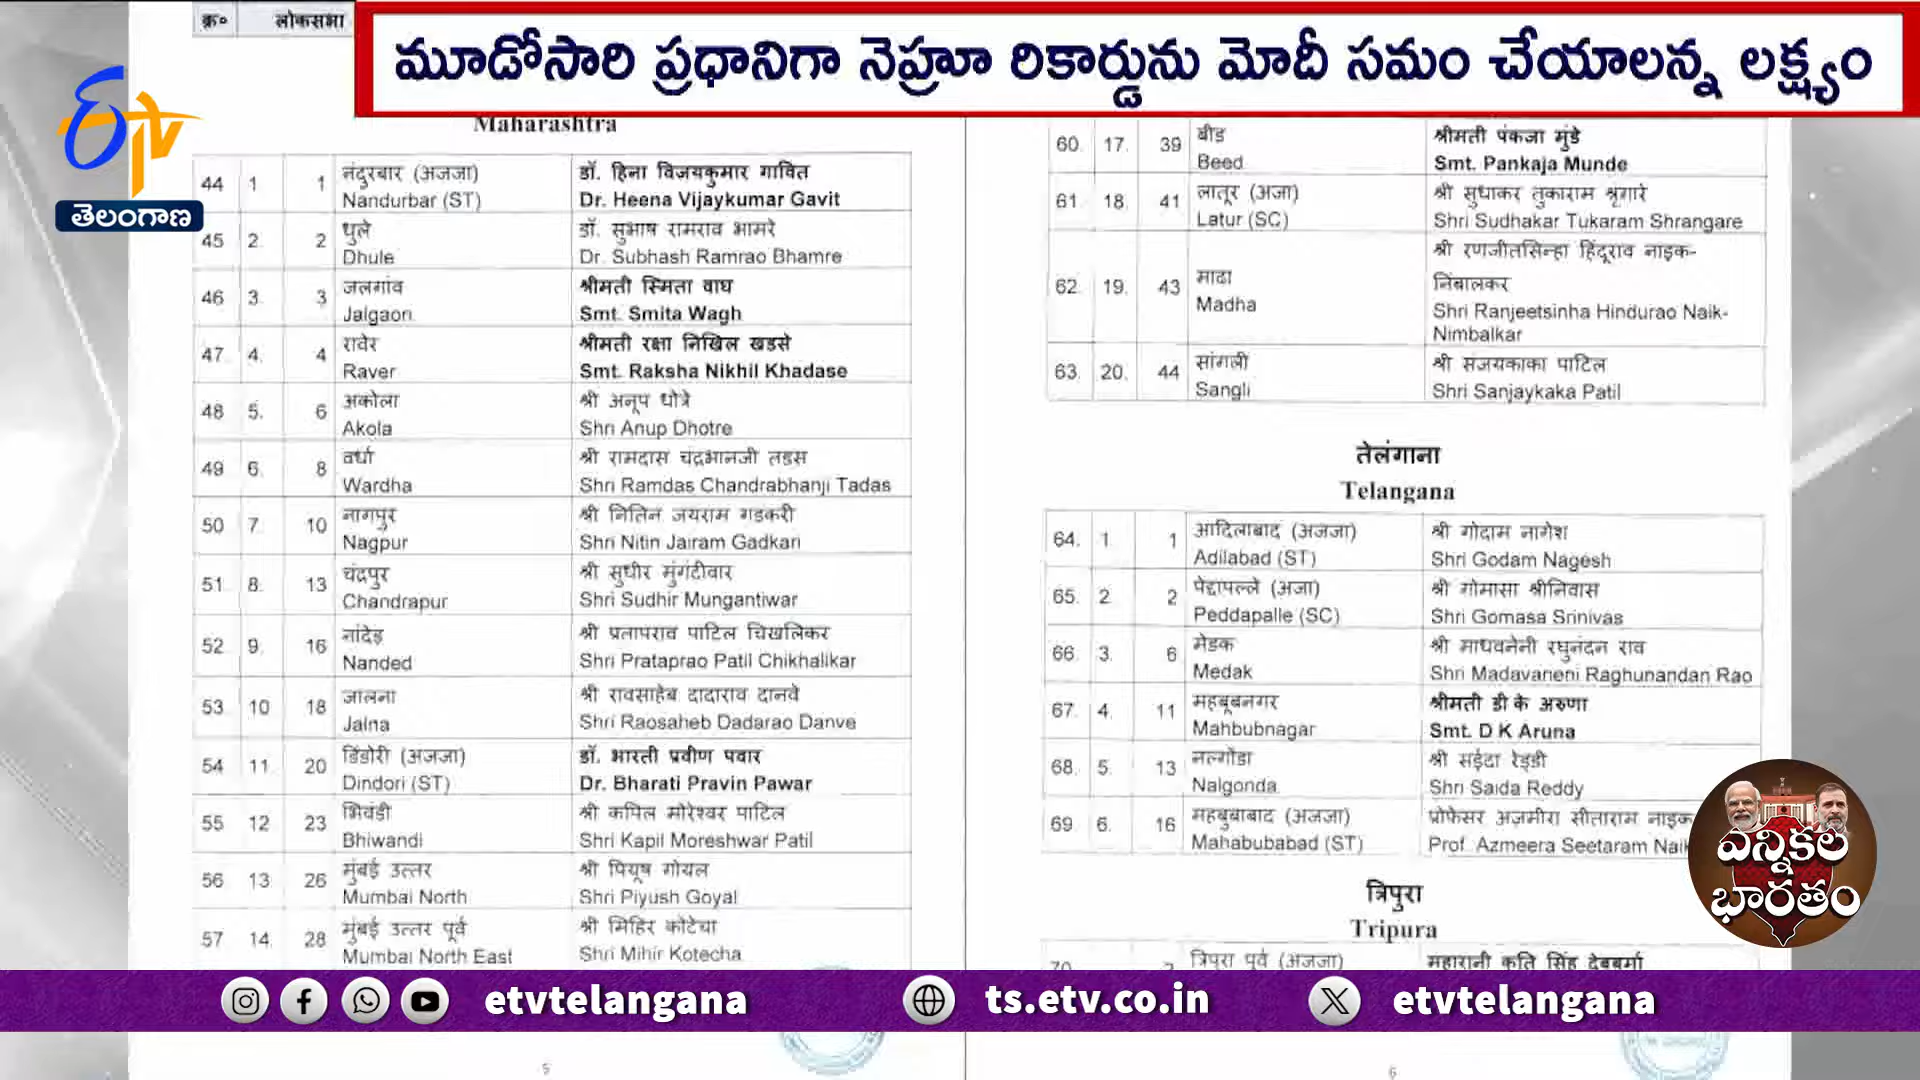 क्र० लोकसभा
మూడోసారి ప్రధానిగా నెహ్రూ రికార్డును మోదీ సమం చేయాలన్న లక్ష్యం
ETV
తెలంగాణ
Maharashtra
44 1 1 नंदुरबार (अजजा) डॉ. हिना विजयकुमार गावित
Nandurbar (ST) Dr. Heena Vijaykumar Gavit
45 2. 2 धुले डॉ. सुभाष रामराव भामरे
Dhule Dr. Subhash Ramrao Bhamre
46 3. 3 जलगांव श्रीमती स्मिता वाघ
Jalgaon Smt. Smita Wagh
47 4. 4 रावेर श्रीमती रक्षा निखिल खडसे
Raver Smt. Raksha Nikhil Khadase
48 5. 6 अकोला श्री अनूप धोत्रे
Akola Shri Anup Dhotre
49 6. 8 वर्धा श्री रामदास चंद्रभानजी तडस
Wardha Shri Ramdas Chandrabhanji Tadas
50 7. 10 नागपुर श्री नितिन जयराम गडकरी
Nagpur Shri Nitin Jairam Gadkari
51 8. 13 चंद्रपुर श्री सुधीर मुंगंटीवार
Chandrapur Shri Sudhir Mungantiwar
52 9. 16 नांदेड़ श्री प्रतापराव पाटिल चिखलिकर
Nanded Shri Prataprao Patil Chikhalikar
53 10 18 जालना श्री रावसाहेब दादाराव दानवे
Jalna Shri Raosaheb Dadarao Danve
54 11. 20 डिंडोरी (अजजा) डॉ. भारती प्रवीण पवार
Dindori (ST) Dr. Bharati Pravin Pawar
55 12 23 भिवंडी श्री कपिल मोरेश्वर पाटिल
Bhiwandi Shri Kapil Moreshwar Patil
56 13 26 मुंबई उत्तर श्री पियूष गोयल
Mumbai North Shri Piyush Goyal
57 14. 28 मुंबई उत्तर पूर्व श्री मिहिर कोटेचा
Mumbai North East Shri Mihir Kotecha
60. 17. 39 बीड श्रीमती पंकजा मुंडे
Beed Smt. Pankaja Munde
61. 18. 41 लातूर (अजा) श्री सुधाकर तुकाराम श्रृंगारे
Latur (SC) Shri Sudhakar Tukaram Shrangare
62. 19. 43 माढा श्री रणजीतसिन्हा हिंदूराव नाइक-
निंबालकर
Madha Shri Ranjeetsinha Hindurao Naik-
Nimbalkar
63. 20. 44 सांगली श्री संजयकाका पाटिल
Sangli Shri Sanjaykaka Patil
तेलंगाना
Telangana
64. 1. 1 आदिलाबाद (अजजा) श्री गोदाम नागेश
Adilabad (ST) Shri Godam Nagesh
65. 2. 2 पेद्दापल्ले (अजा) श्री गोमासा श्रीनिवास
Peddapalle (SC) Shri Gomasa Srinivas
66 3. 6 मेडक श्री माधवनेनी रघुनंदन राव
Medak Shri Madavaneni Raghunandan Rao
67. 4. 11 महबूबनगर श्रीमती डी के अरुणा
Mahbubnagar Smt. D K Aruna
68. 5. 13 नल्गोंडा श्री सईदा रेड्डी
Nalgonda Shri Saida Reddy
69 6. 16 महबुबाबाद (अजजा) प्रोफेसर अज़मीरा सीताराम नाइक
Mahabubabad (ST) Prof. Azmeera Seetaram Naik
त्रिपुरा
Tripura
70 2 त्रिपुरा पूर्व (अजजा) महारानी कृति सिंह देबबर्मा
ఎన్నికల
భారతం
etvtelangana ts.etv.co.in etvtelangana
5
6